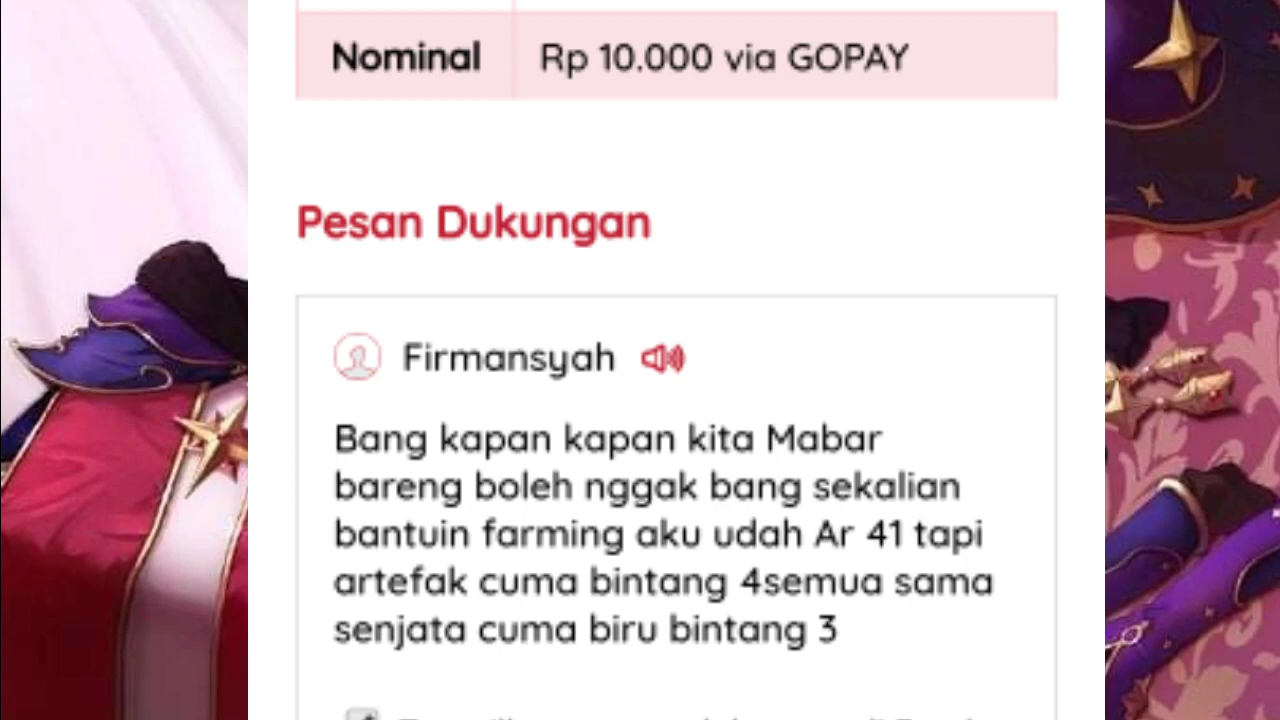 Nominal Rp 10.000 via GOPAY
Pesan Dukungan
Firmansyah
Bang kapan kapan kita Mabar
bareng boleh nggak bang sekalian
bantuin farming aku udah Ar 41 tapi
artefak cuma bintang 4semua sama
senjata cuma biru bintang 3